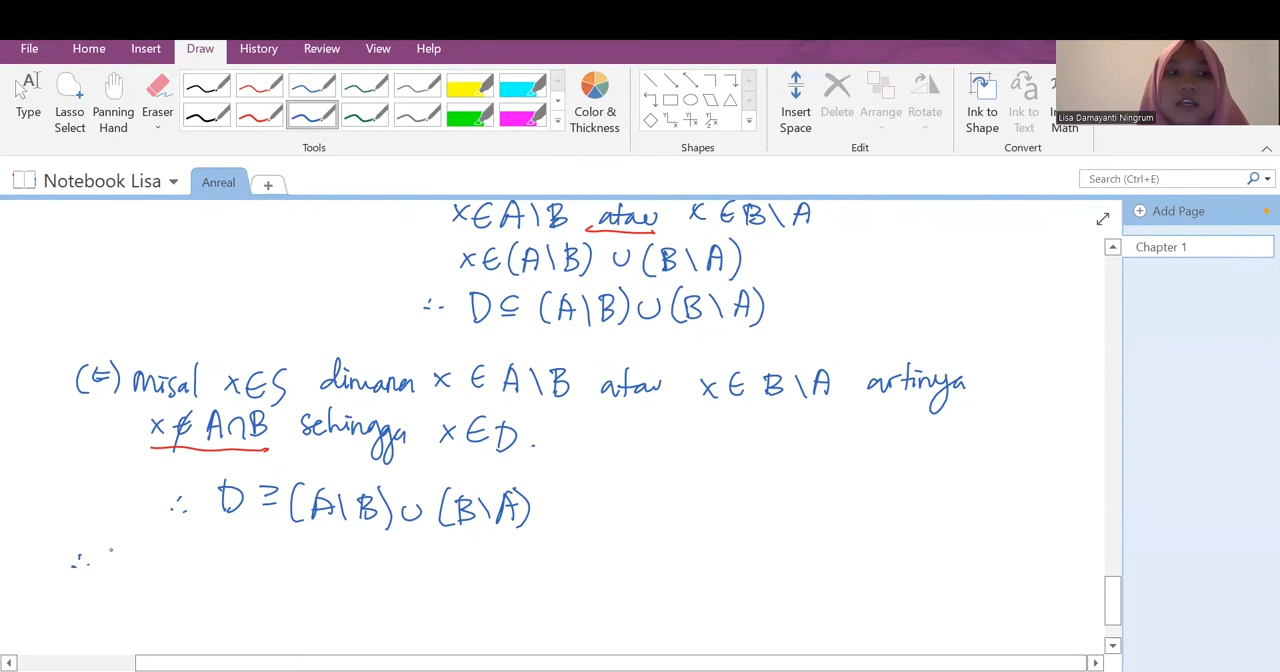 File Home Insert Draw History Review View Help
Lisa Damayanti Ningrum
Type Lasso Select Panning Hand Eraser Color & Thickness Insert Space Delete Arrange Rotate Ink to Shape Ink to Text Math
Tools Shapes Edit Convert
Notebook Lisa Anreal + Search (Ctrl+E)
Add Page
Chapter 1
x ∈ A \ B atau x ∈ B \ A
x ∈ (A \ B) ∪ (B \ A)
∴ D ⊆ (A \ B) ∪ (B \ A)
(⇐) Misal x ∈ S dimana x ∈ A \ B atau x ∈ B \ A artinya
x ∉ A ∩ B sehingga x ∈ D.
∴ D ⊇ (A \ B) ∪ (B \ A)
∴